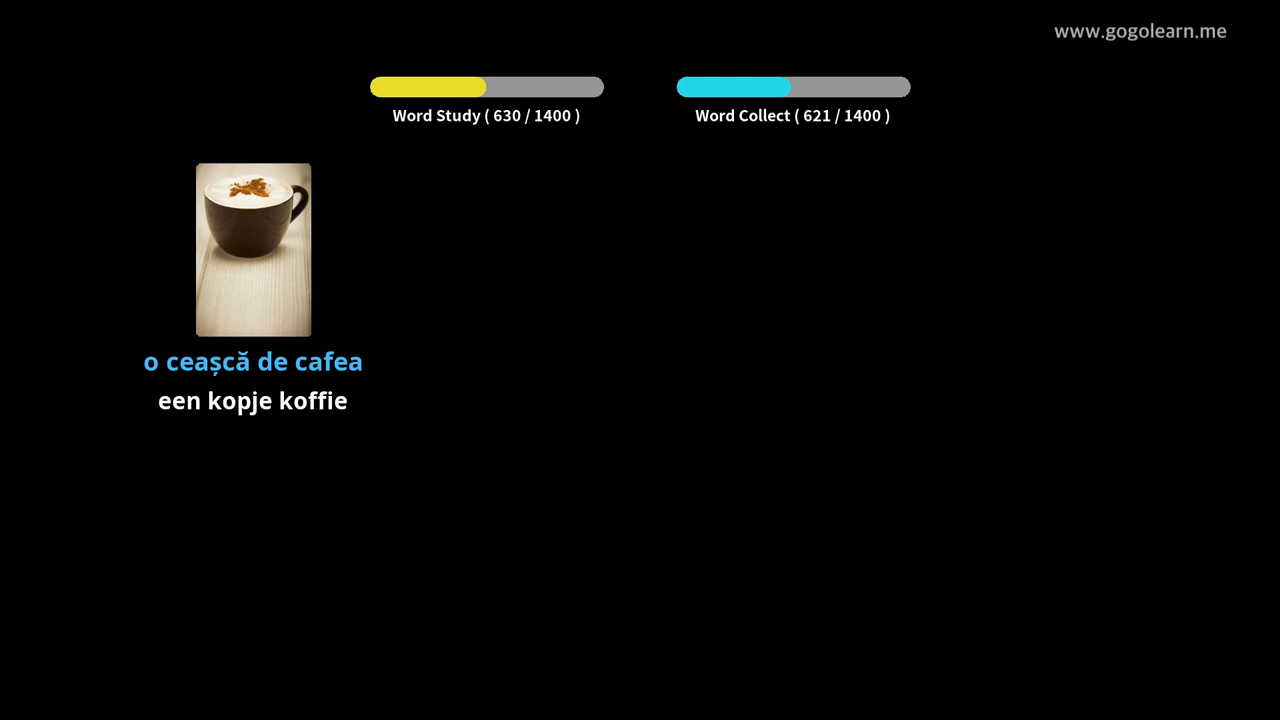 www.gogolearn.me
Word Study ( 630 / 1400 )
Word Collect ( 621 / 1400 )
o ceașcă de cafea
een kopje koffie